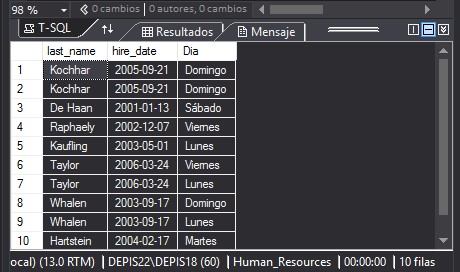 98 % 0 cambios 0 autores, 0 cambios
T-SQL Resultados Mensaje
last_name hire_date Dia
1 Kochhar 2005-09-21 Domingo
2 Kochhar 2005-09-21 Domingo
3 De Haan 2001-01-13 Sábado
4 Raphaely 2002-12-07 Viernes
5 Kaufling 2003-05-01 Lunes
6 Taylor 2006-03-24 Viernes
7 Taylor 2006-03-24 Lunes
8 Whalen 2003-09-17 Domingo
9 Whalen 2003-09-17 Lunes
10 Hartstein 2004-02-17 Martes
ocal) (13.0 RTM) DEPIS22\DEPIS18 (60) Human_Resources 00:00:00 10 filas